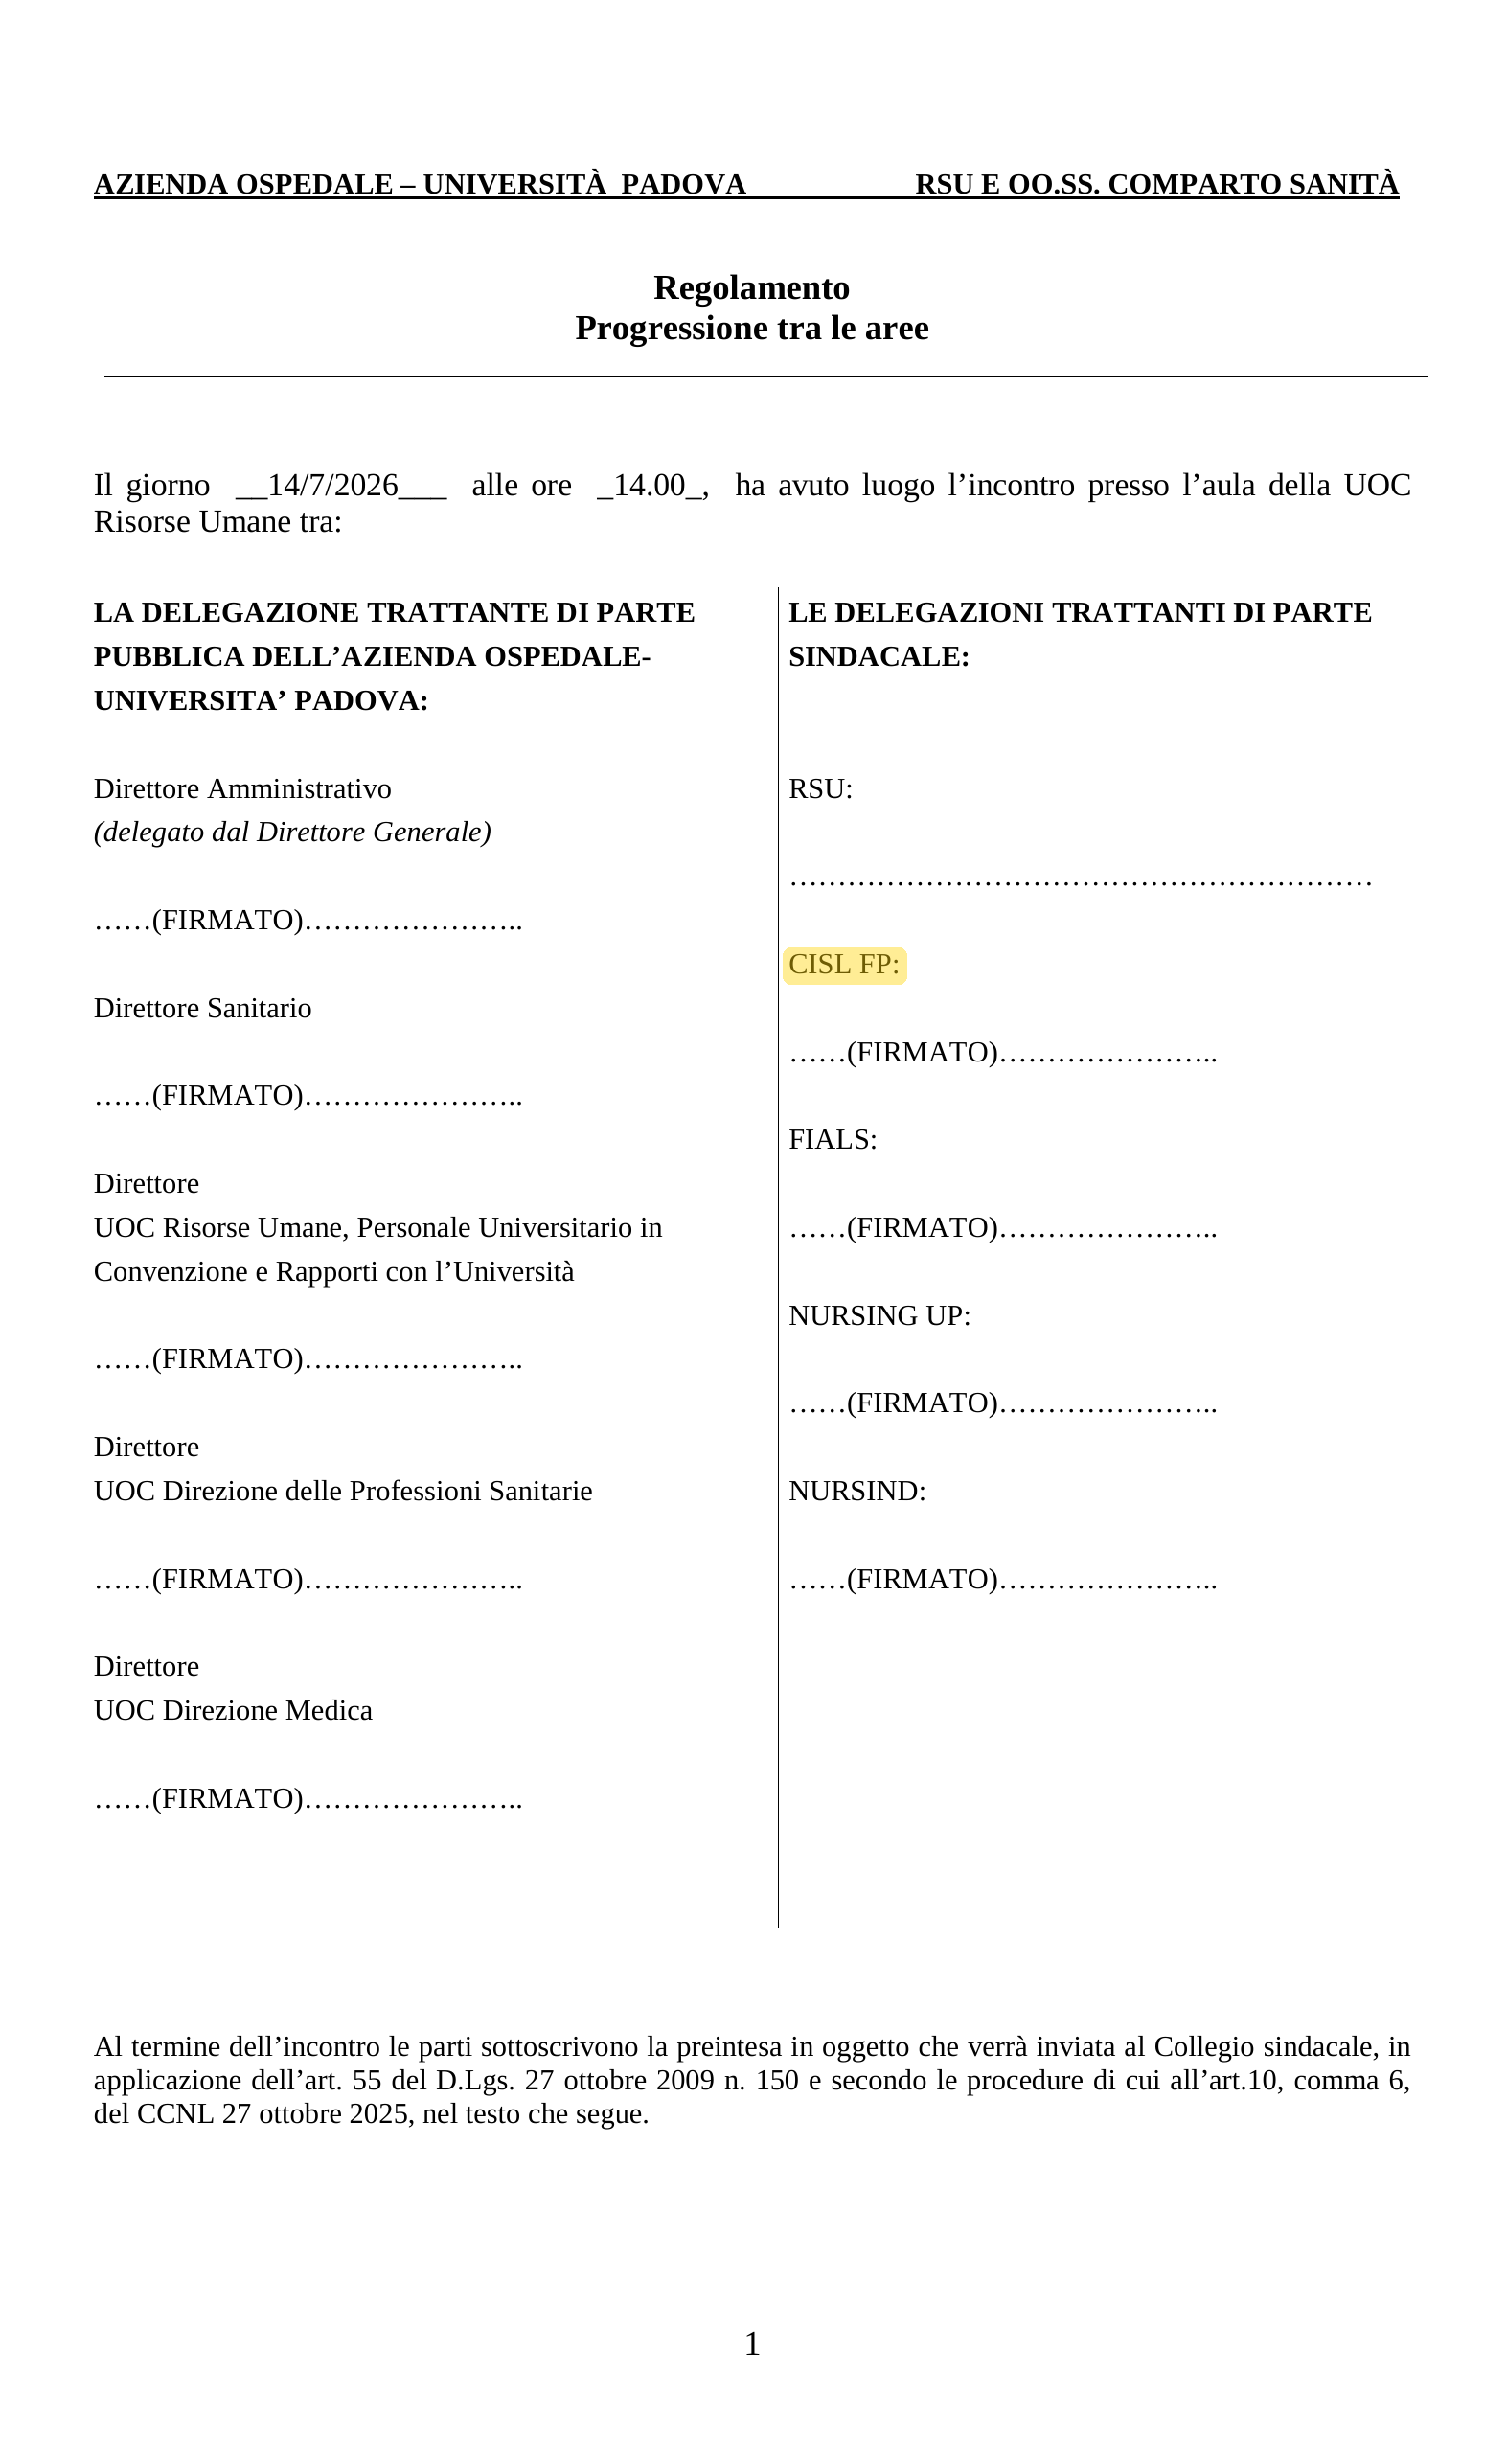 AZIENDA OSPEDALE – UNIVERSITÀ  PADOVA RSU E OO.SS. COMPARTO SANITÀ
Regolamento
Progressione tra le aree
Il giorno __14/7/2026___ alle ore _14.00_, ha avuto luogo l’incontro presso l’aula della UOC
Risorse Umane tra:
LA DELEGAZIONE TRATTANTE DI PARTE
PUBBLICA DELL’AZIENDA OSPEDALE-
UNIVERSITA’ PADOVA:
Direttore Amministrativo
(delegato dal Direttore Generale)
……(FIRMATO)…………………..
Direttore Sanitario
……(FIRMATO)…………………..
Direttore
UOC Risorse Umane, Personale Universitario in
Convenzione e Rapporti con l’Università
……(FIRMATO)…………………..
Direttore
UOC Direzione delle Professioni Sanitarie
……(FIRMATO)…………………..
Direttore
UOC Direzione Medica
……(FIRMATO)…………………..
LE DELEGAZIONI TRATTANTI DI PARTE
SINDACALE:
RSU:
……………………………………………………
CISL FP:
……(FIRMATO)…………………..
FIALS:
……(FIRMATO)…………………..
NURSING UP:
……(FIRMATO)…………………..
NURSIND:
……(FIRMATO)…………………..
Al termine dell’incontro le parti sottoscrivono la preintesa in oggetto che verrà inviata al Collegio sindacale, in
applicazione dell’art. 55 del D.Lgs. 27 ottobre 2009 n. 150 e secondo le procedure di cui all’art.10, comma 6,
del CCNL 27 ottobre 2025, nel testo che segue.
1